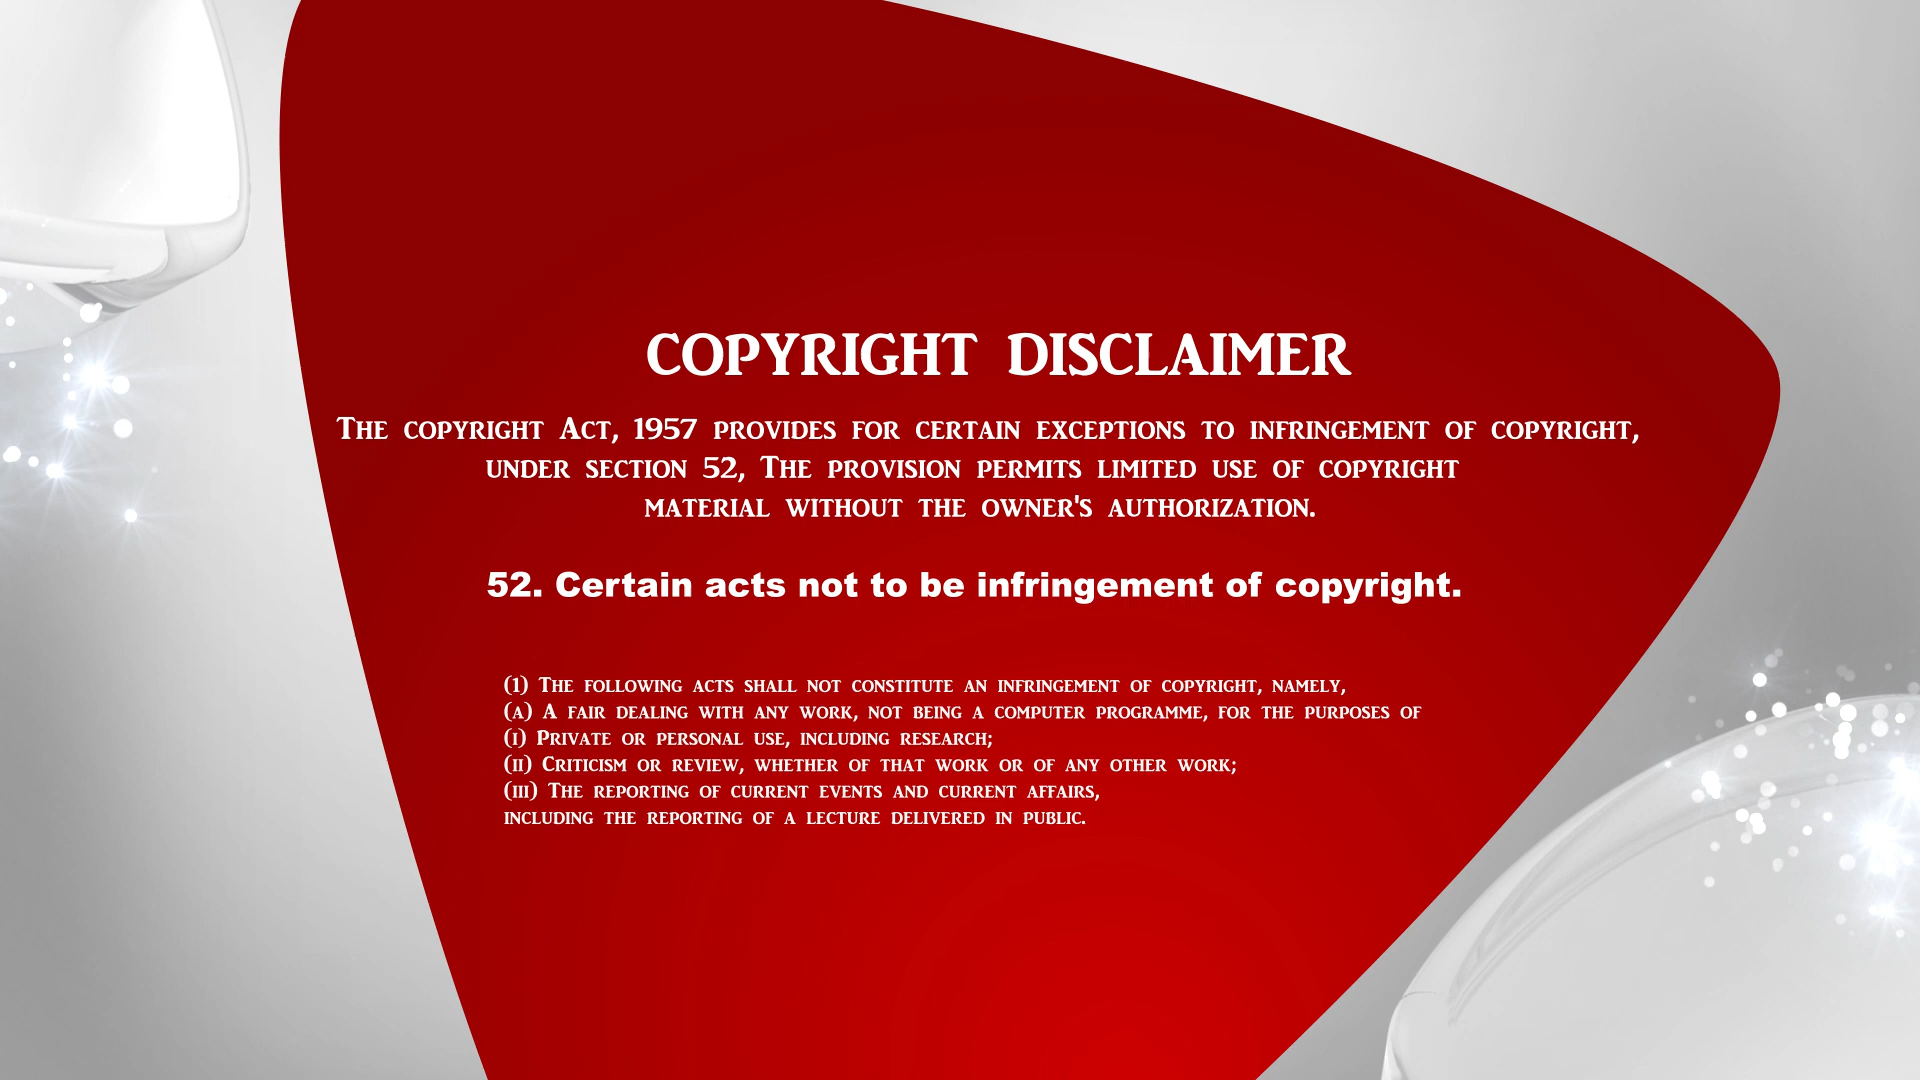 COPYRIGHT DISCLAIMER
The copyright Act, 1957 provides for certain exceptions to infringement of copyright,
under section 52, The provision permits limited use of copyright
material without the owner's authorization.
52. Certain acts not to be infringement of copyright.
(1) The following acts shall not constitute an infringement of copyright, namely,
(a) A fair dealing with any work, not being a computer programme, for the purposes of
(i) Private or personal use, including research;
(ii) Criticism or review, whether of that work or of any other work;
(iii) The reporting of current events and current affairs,
including the reporting of a lecture delivered in public.